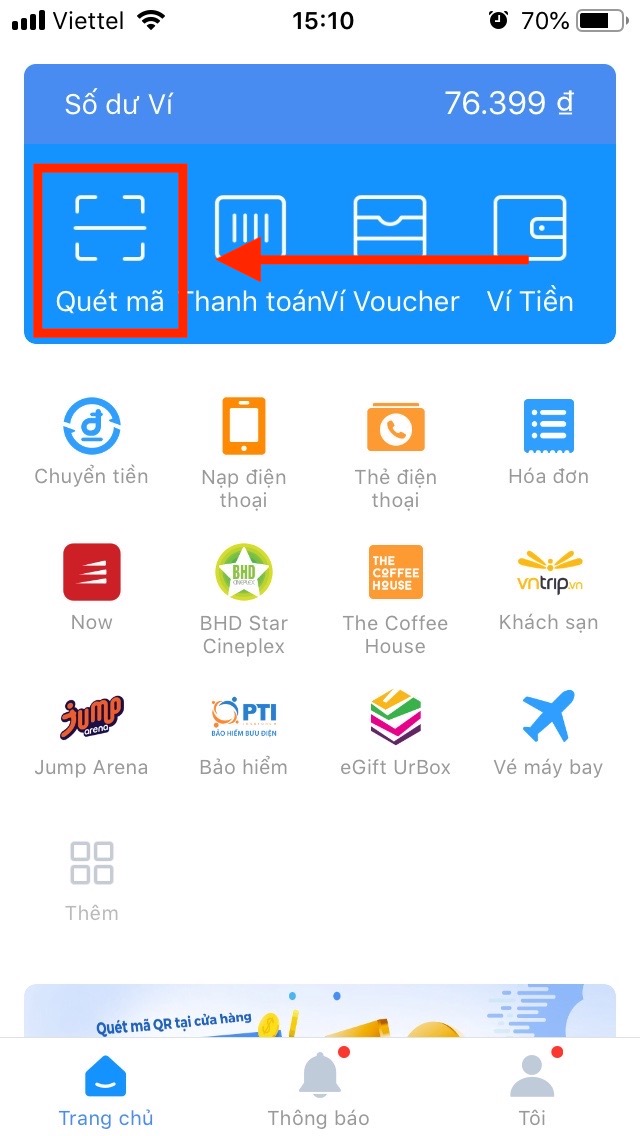 Viettel 15:10 70%
Số dư Ví 76.399 đ
Quét mã Thanh toán Ví Voucher Ví Tiền
Chuyển tiền Nạp điện thoại Thẻ điện thoại Hóa đơn
BHD
CINEPLEX
THE COFFEE HOUSE
vntrip.vn
Now BHD Star Cineplex The Coffee House Khách sạn
Jump arena
PTI
BẢO HIỂM BƯU ĐIỆN
Jump Arena Bảo hiểm eGift UrBox Vé máy bay
Thêm
Quét mã QR tại cửa hàng
Trang chủ Thông báo Tôi